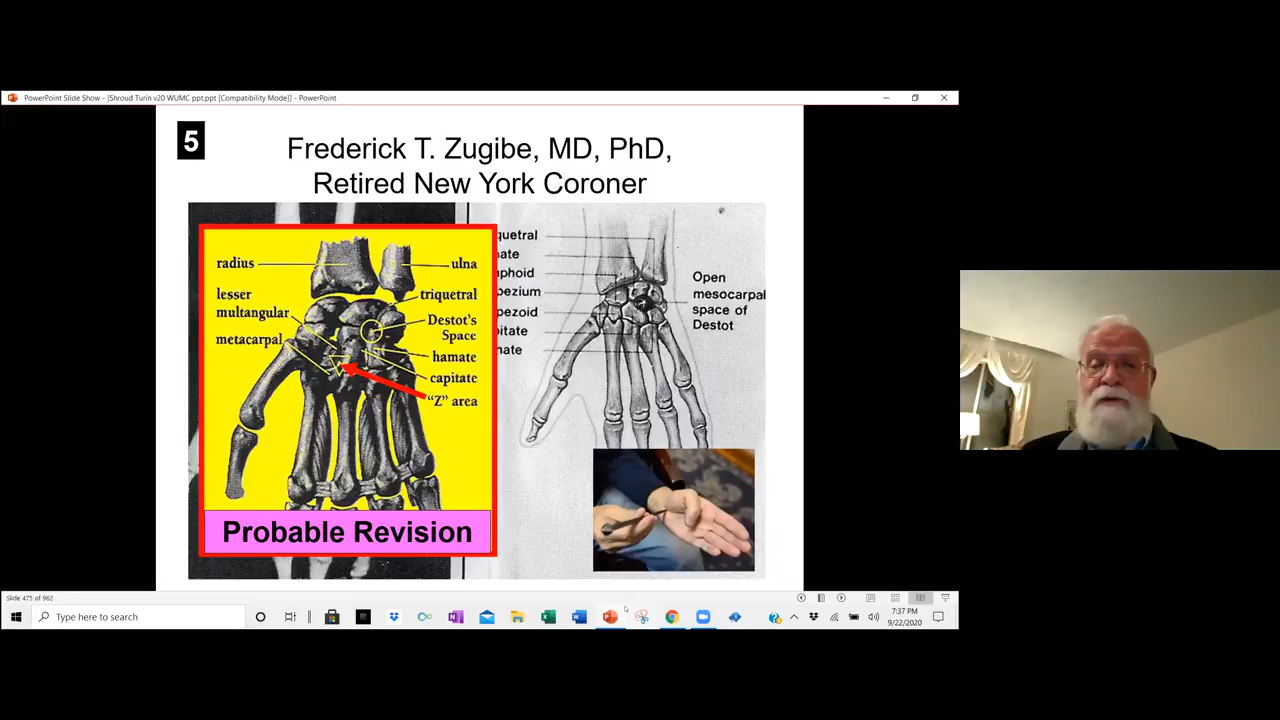 PowerPoint Slide Show - [Shroud Turin v20 WUMC ppt.ppt [Compatibility Mode]] - PowerPoint
5
Frederick T. Zugibe, MD, PhD,
Retired New York Coroner
radius
ulna
lesser
multangular
metacarpal
triquetral
Destot's
Space
hamate
capitate
"Z" area
Probable Revision
quetral
ate
phoid
pezium
pezoid
pitate
nate
Open
mesocarpal
space of
Destot
Slide 475 of 962
Type here to search
7:37 PM
9/22/2020